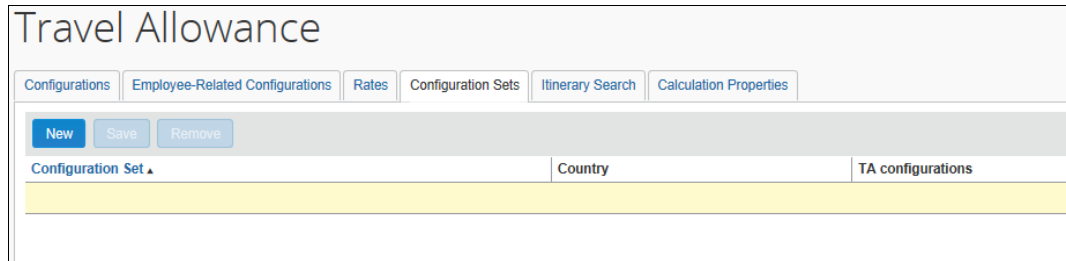 Travel Allowance
Configurations Employee-Related Configurations Rates Configuration Sets Itinerary Search Calculation Properties
New Save Remove
Configuration Set Country TA configurations